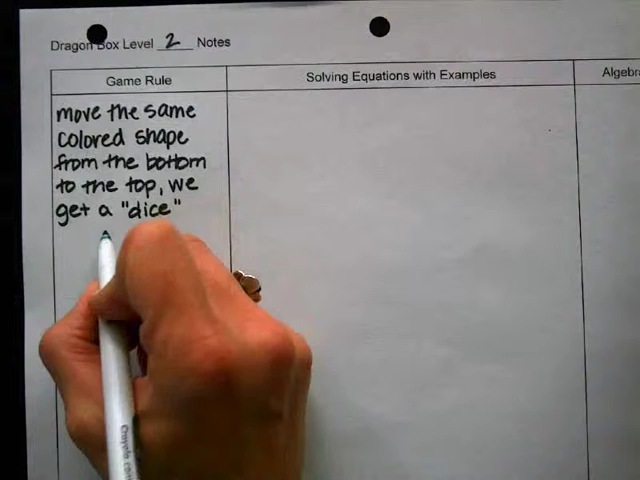 Dragon Box Level 2 Notes
Game Rule
Solving Equations with Examples
move the same
colored shape
from the bottom
to the top, we
get a "dice"
Crayola